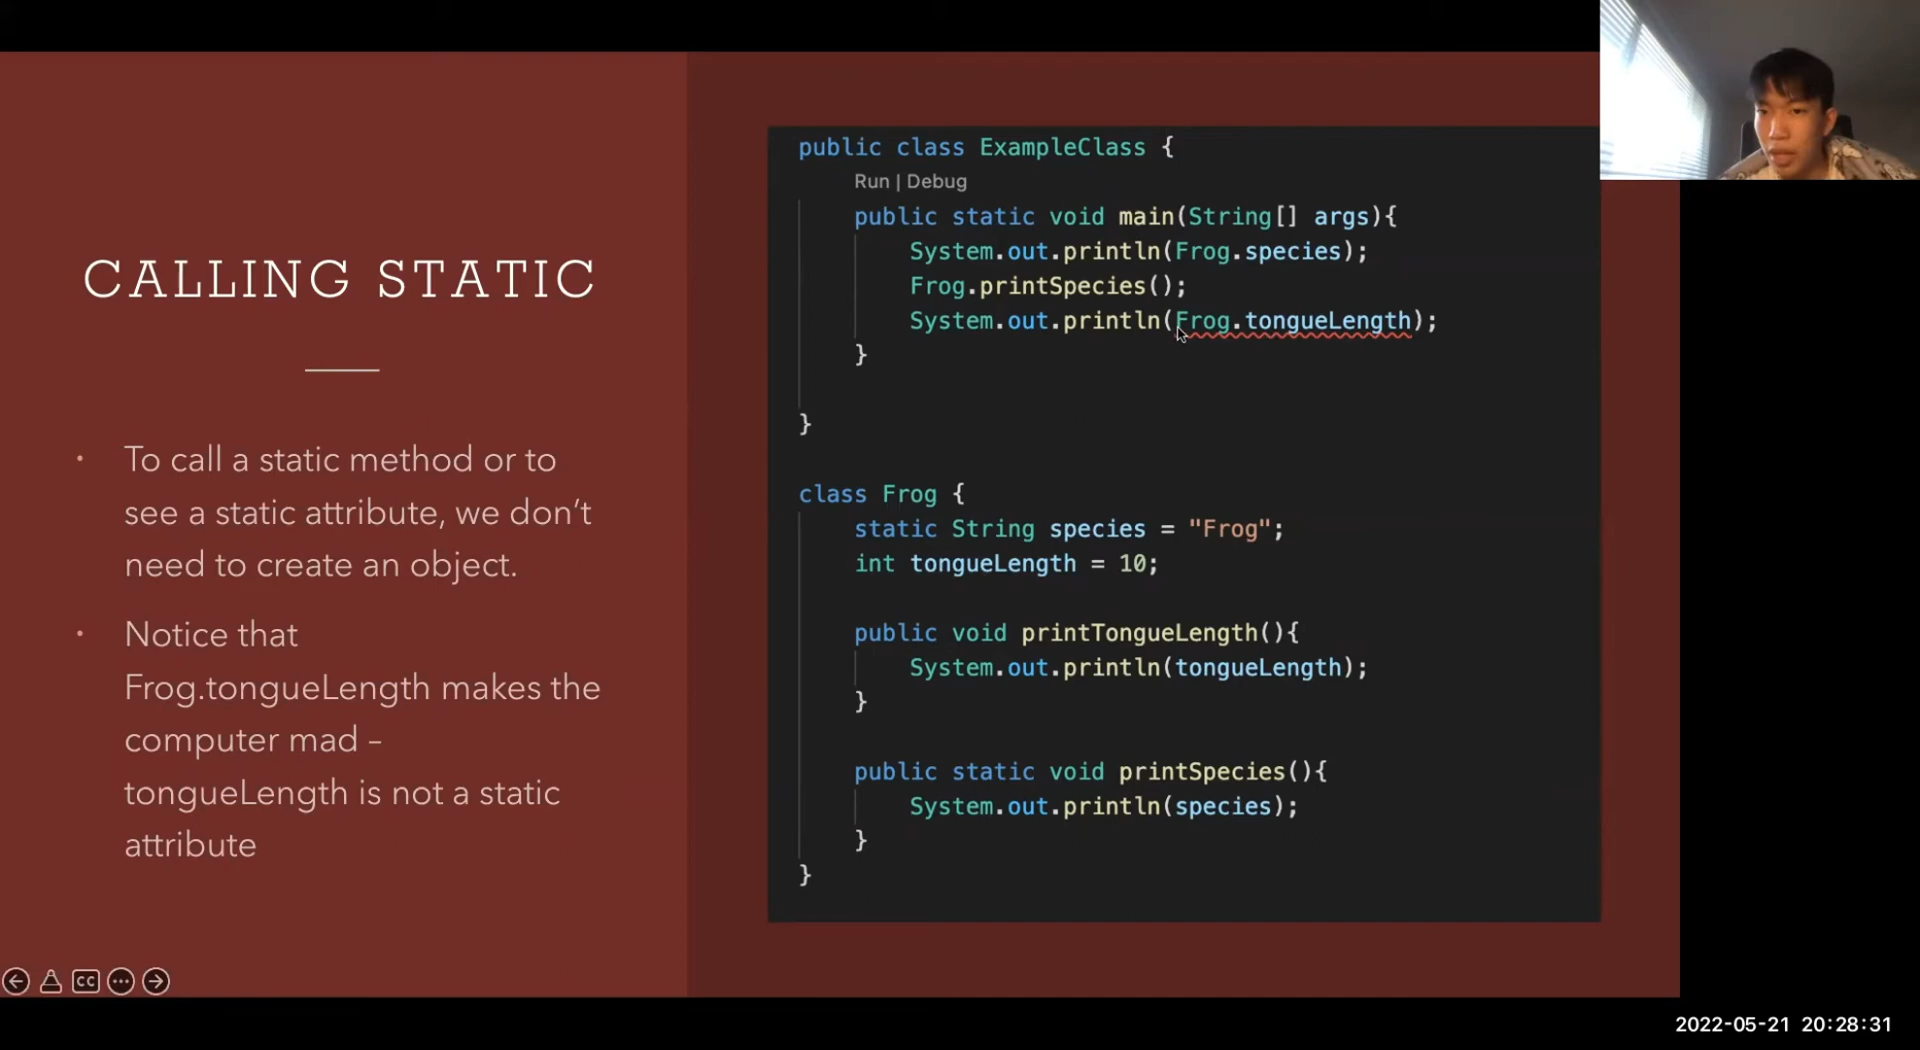 CALLING STATIC
• To call a static method or to
see a static attribute, we don't
need to create an object.
• Notice that
Frog.tongueLength makes the
computer mad –
tongueLength is not a static
attribute
public class ExampleClass {
Run | Debug
public static void main(String[] args){
System.out.println(Frog.species);
Frog.printSpecies();
System.out.println(Frog.tongueLength);
}
}
class Frog {
static String species = "Frog";
int tongueLength = 10;
public void printTongueLength(){
System.out.println(tongueLength);
}
public static void printSpecies(){
System.out.println(species);
}
}
CC
2022-05-21 20:28:31